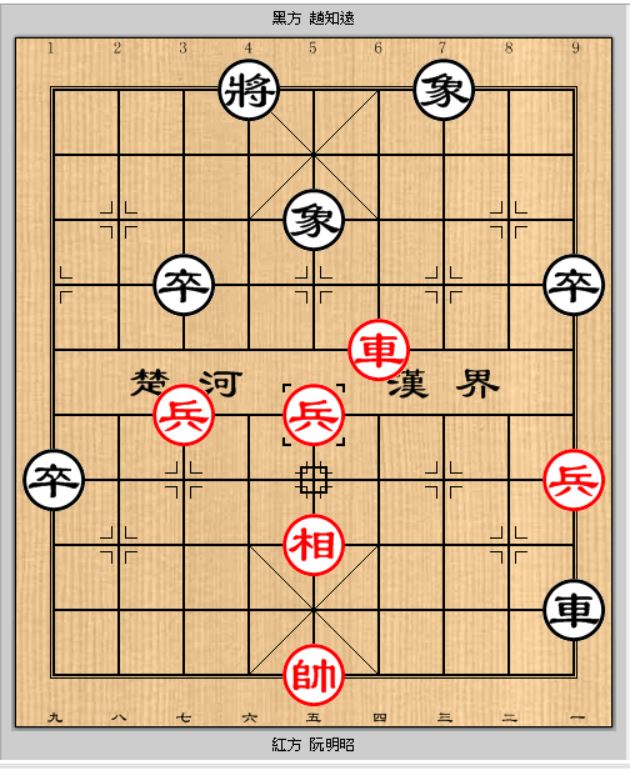 黑方 趙知遠
1 2 3 4 5 6 7 8 9
將 象
象
卒 卒
車
楚 河 漢 界
兵 兵
卒 兵
相
車
帥
九 八 七 六 五 四 三 二 一
紅方 阮明昭